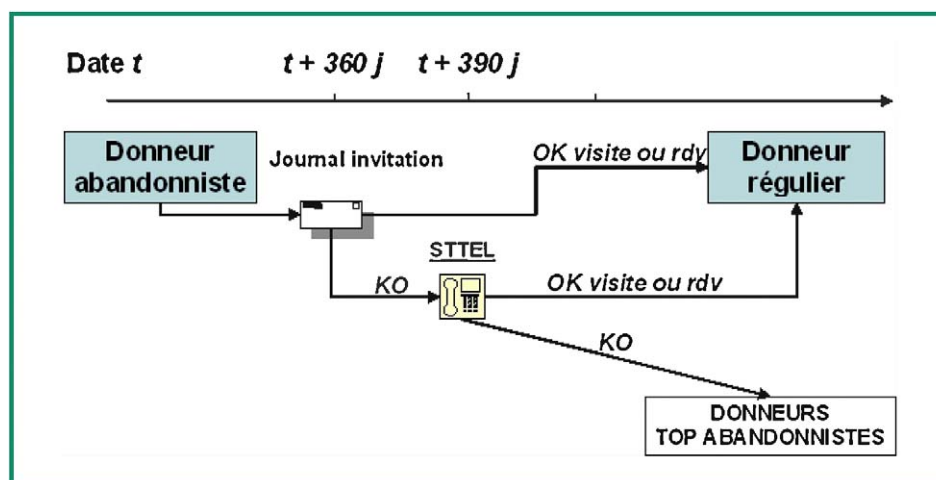 Date t t + 360 j t + 390 j
Donneur
abandonniste
Journal invitation
OK visite ou rdv
Donneur
régulier
STTEL
KO
OK visite ou rdv
KO
DONNEURS
TOP ABANDONNISTES